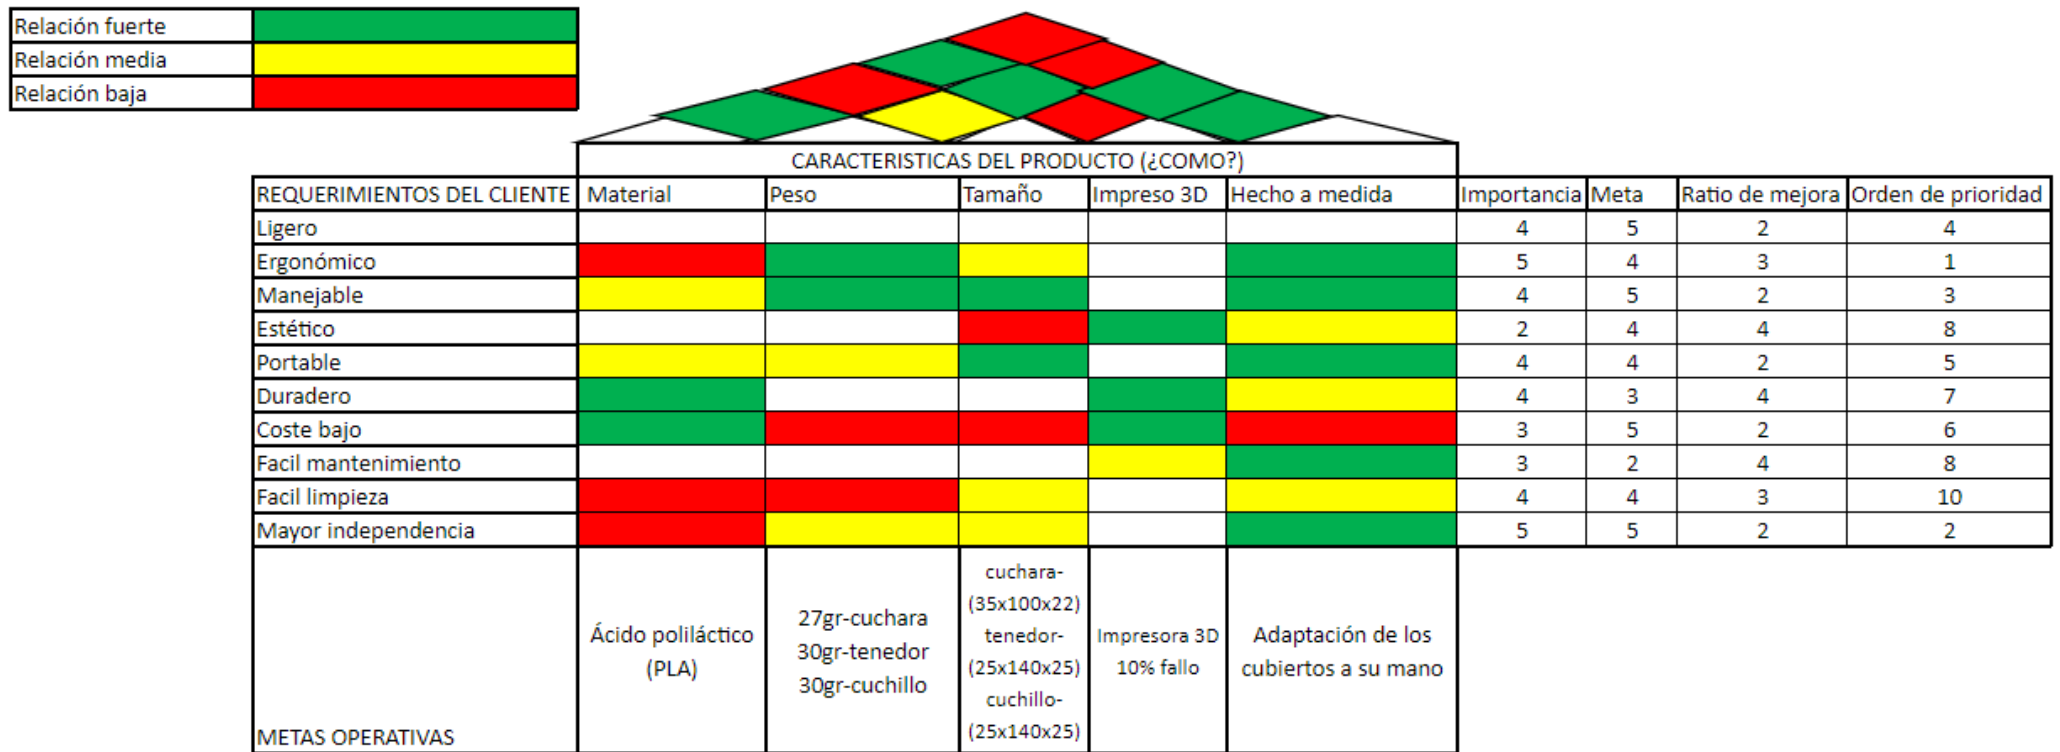 Relación fuerte
Relación media
Relación baja
CARACTERISTICAS DEL PRODUCTO (¿COMO?)
REQUERIMIENTOS DEL CLIENTE Material Peso Tamaño Impreso 3D Hecho a medida Importancia Meta Ratio de mejora Orden de prioridad
Ligero 4 5 2 4
Ergonómico 5 4 3 1
Manejable 4 5 2 3
Estético 2 4 4 8
Portable 4 4 2 5
Duradero 4 3 4 7
Coste bajo 3 5 2 6
Facil mantenimiento 3 2 4 8
Facil limpieza 4 4 3 10
Mayor independencia 5 5 2 2
METAS OPERATIVAS
Ácido poliláctico
(PLA)
27gr-cuchara
30gr-tenedor
30gr-cuchillo
cuchara-
(35x100x22)
tenedor-
(25x140x25)
cuchillo-
(25x140x25)
Impresora 3D
10% fallo
Adaptación de los
cubiertos a su mano